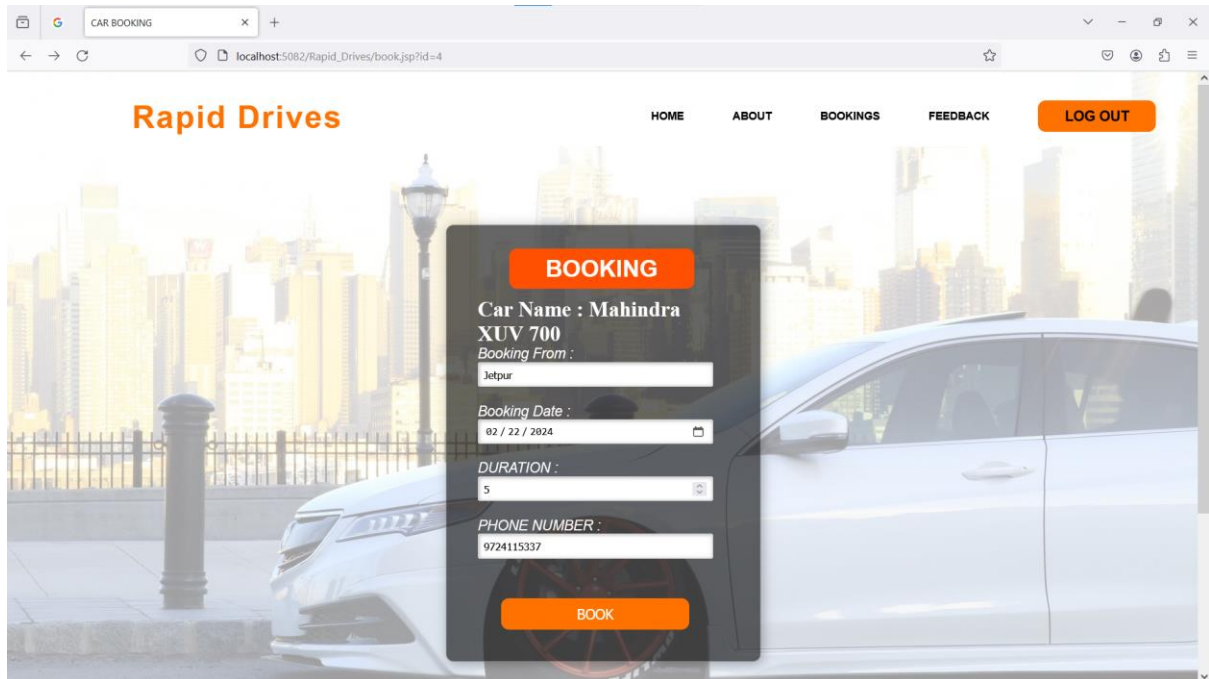 CAR BOOKING
localhost:5082/Rapid_Drives/book.jsp?id=4
Rapid Drives
HOME ABOUT BOOKINGS FEEDBACK LOG OUT
BOOKING
Car Name : Mahindra
XUV 700
Booking From :
Jetpur
Booking Date :
02 / 22 / 2024
DURATION :
5
PHONE NUMBER :
9724115337
BOOK